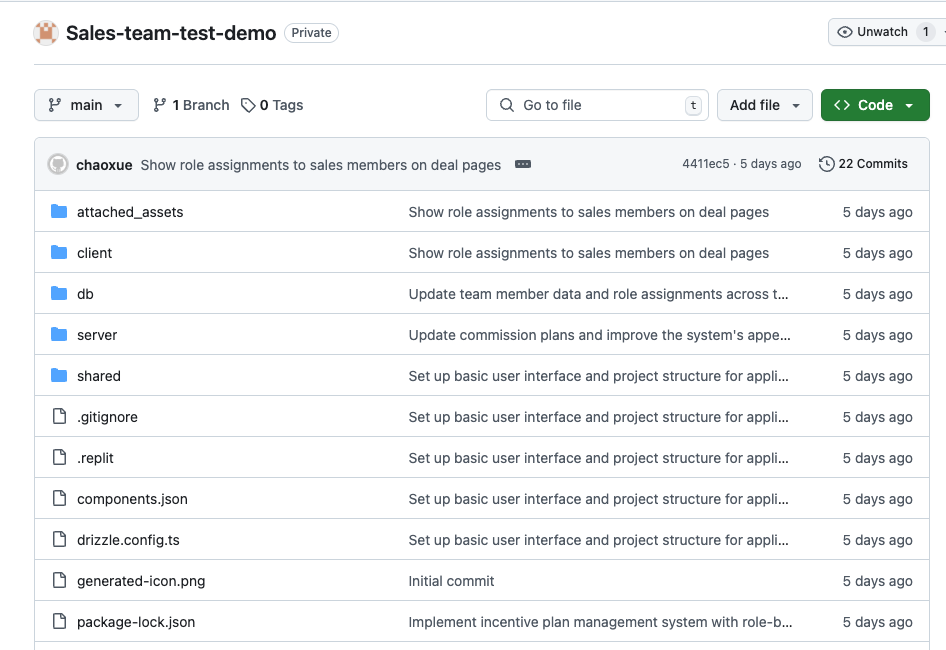 Sales-team-test-demo Private Unwatch 1
main 1 Branch 0 Tags Go to file t Add file Code
chaoxue Show role assignments to sales members on deal pages 4411ec5 · 5 days ago 22 Commits
attached_assets Show role assignments to sales members on deal pages 5 days ago
client Show role assignments to sales members on deal pages 5 days ago
db Update team member data and role assignments across t... 5 days ago
server Update commission plans and improve the system's appe... 5 days ago
shared Set up basic user interface and project structure for appli... 5 days ago
.gitignore Set up basic user interface and project structure for appli... 5 days ago
.replit Set up basic user interface and project structure for appli... 5 days ago
components.json Set up basic user interface and project structure for appli... 5 days ago
drizzle.config.ts Set up basic user interface and project structure for appli... 5 days ago
generated-icon.png Initial commit 5 days ago
package-lock.json Implement incentive plan management system with role-b... 5 days ago